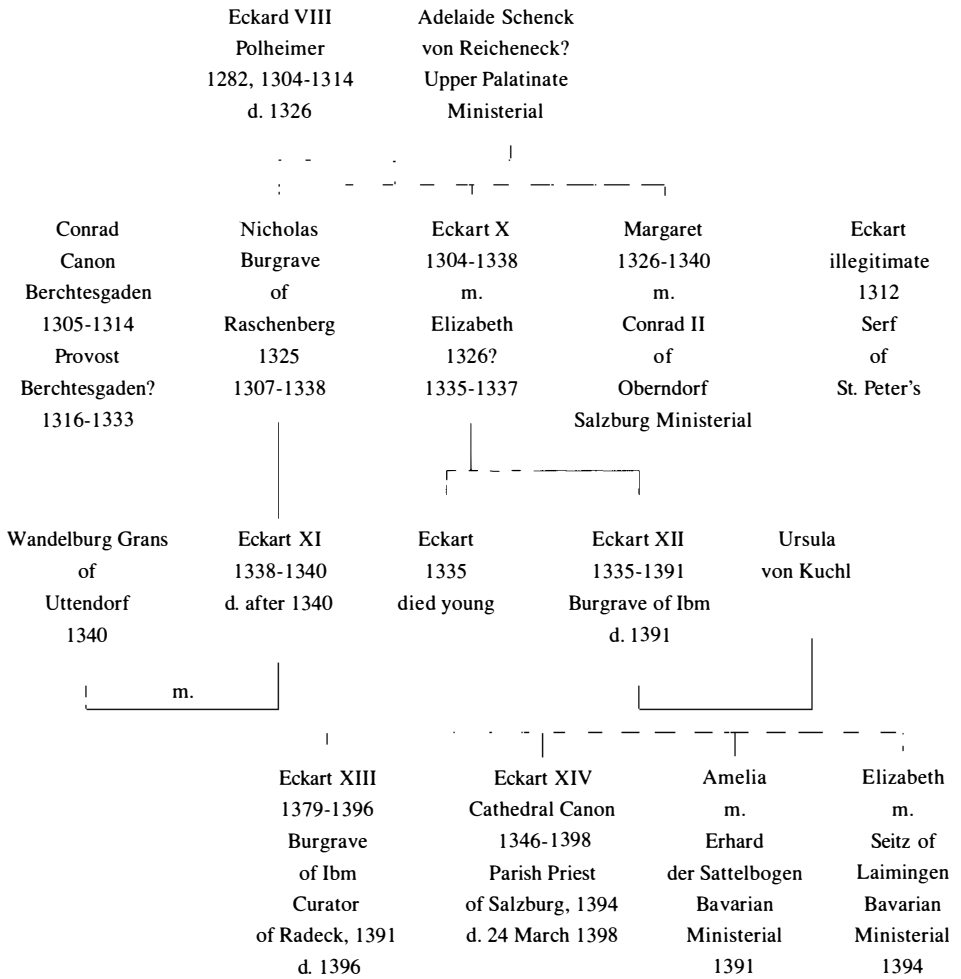 Eckard VIII
Polheimer
1282, 1304-1314
d. 1326
Adelaide Schenck
von Reicheneck?
Upper Palatinate
Ministerial
Conrad
Canon
Berchtesgaden
1305-1314
Provost
Berchtesgaden?
1316-1333
Nicholas
Burgrave
of
Raschenberg
1325
1307-1338
Eckart X
1304-1338
m.
Elizabeth
1326?
1335-1337
Margaret
1326-1340
m.
Conrad II
of
Oberndorf
Salzburg Ministerial
Eckart
illegitimate
1312
Serf
of
St. Peter's
Wandelburg Grans
of
Uttendorf
1340
Eckart XI
1338-1340
d. after 1340
Eckart
1335
died young
Eckart XII
1335-1391
Burgrave of Ibm
d. 1391
Ursula
von Kuchl
m.
Eckart XIII
1379-1396
Burgrave
of Ibm
Curator
of Radeck, 1391
d. 1396
Eckart XIV
Cathedral Canon
1346-1398
Parish Priest
of Salzburg, 1394
d. 24 March 1398
Amelia
m.
Erhard
der Sattelbogen
Bavarian
Ministerial
1391
Elizabeth
m.
Seitz of
Laimingen
Bavarian
Ministerial
1394